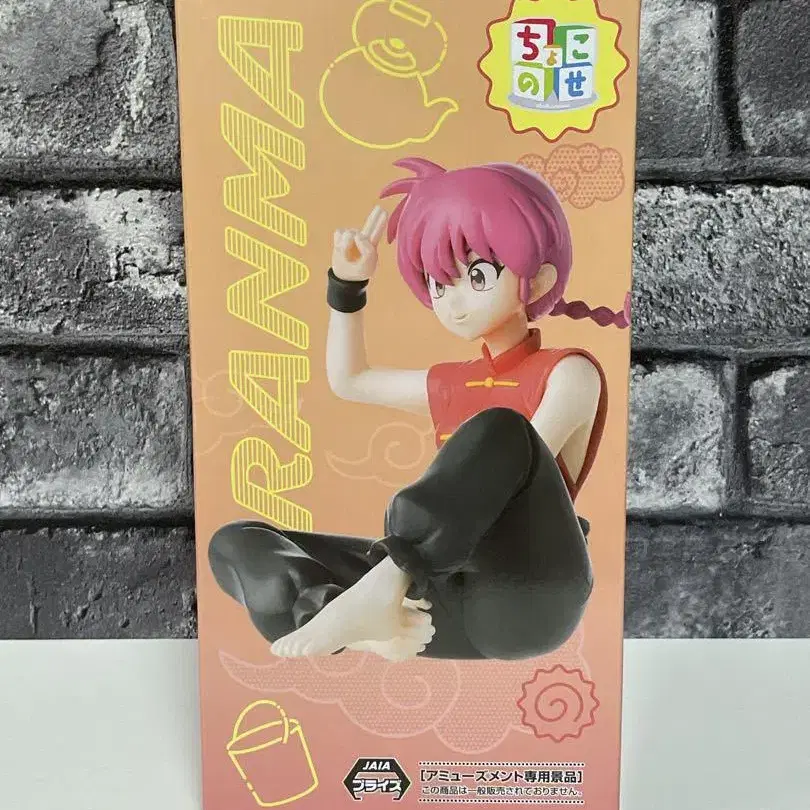 ちょこ
のせ
RANMA
JAIA
プライズ
【アミューズメント専用景品】
この商品は一般販売されておりません。